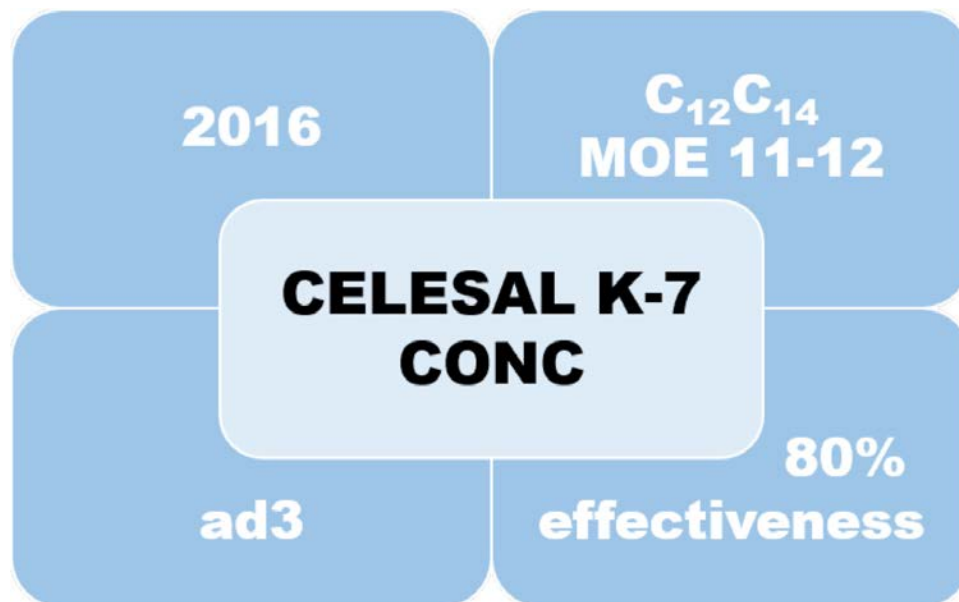 2016
C₁₂C₁₄
MOE 11-12
CELESAL K-7
CONC
ad3
80%
effectiveness